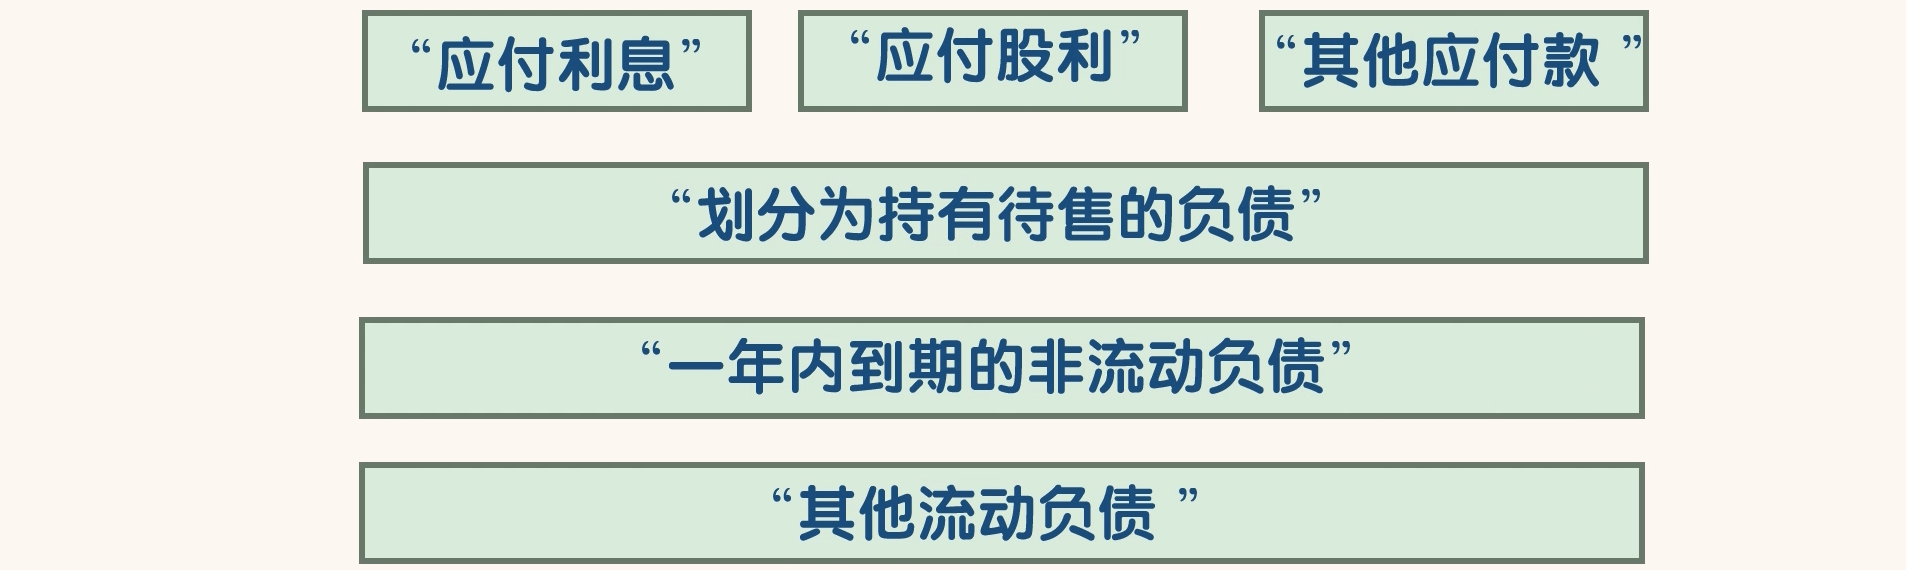 “应付利息”
“应付股利”
“其他应付款 ”
“划分为持有待售的负债”
“一年内到期的非流动负债”
“其他流动负债 ”